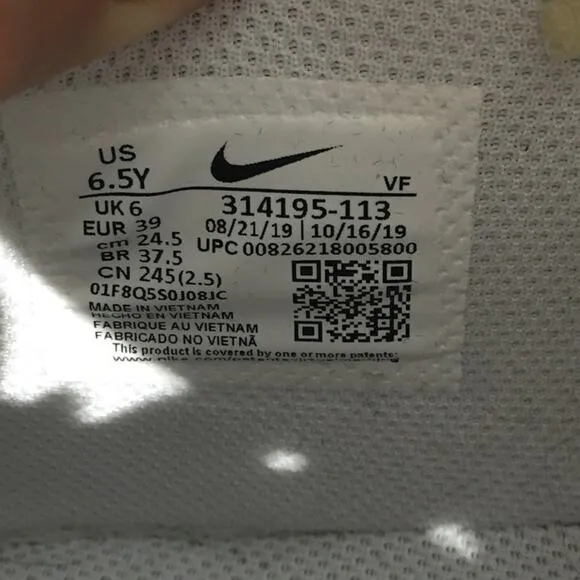 US
6.5Y
VF
UK 6
314195-113
EUR 39
08/21/19 | 10/16/19
cm 24.5
UPC 00826218005800
BR 37.5
CN 245(2.5)
01F8Q5S0J08JC
MADE IN VIETNAM
HECHO EN VIETNAM
FABRIQUE AU VIETNAM
FABRICADO NO VIETNÃ
This product is covered by one or more patents: